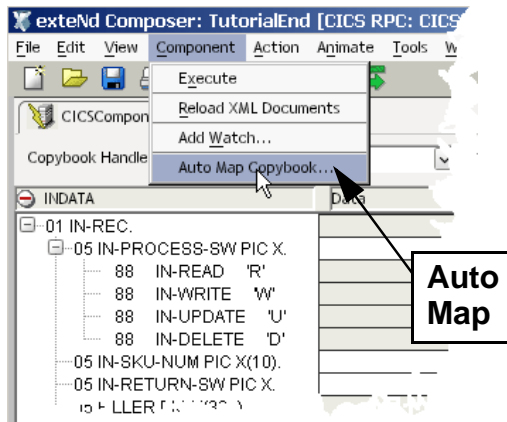 exteNd Composer: TutorialEnd [CICS RPC: CICS
File Edit View Component Action Animate Tools
Execute
Reload XML Documents
CICSCompon
Add Watch...
Copybook Handle
Auto Map Copybook...
INDATA Data
01 IN-REC.
05 IN-PROCESS-SW PIC X.
88 IN-READ 'R'
88 IN-WRITE 'W'
88 IN-UPDATE 'U'
88 IN-DELETE 'D'
05 IN-SKU-NUM PIC X(10).
05 IN-RETURN-SW PIC X.
Auto
Map